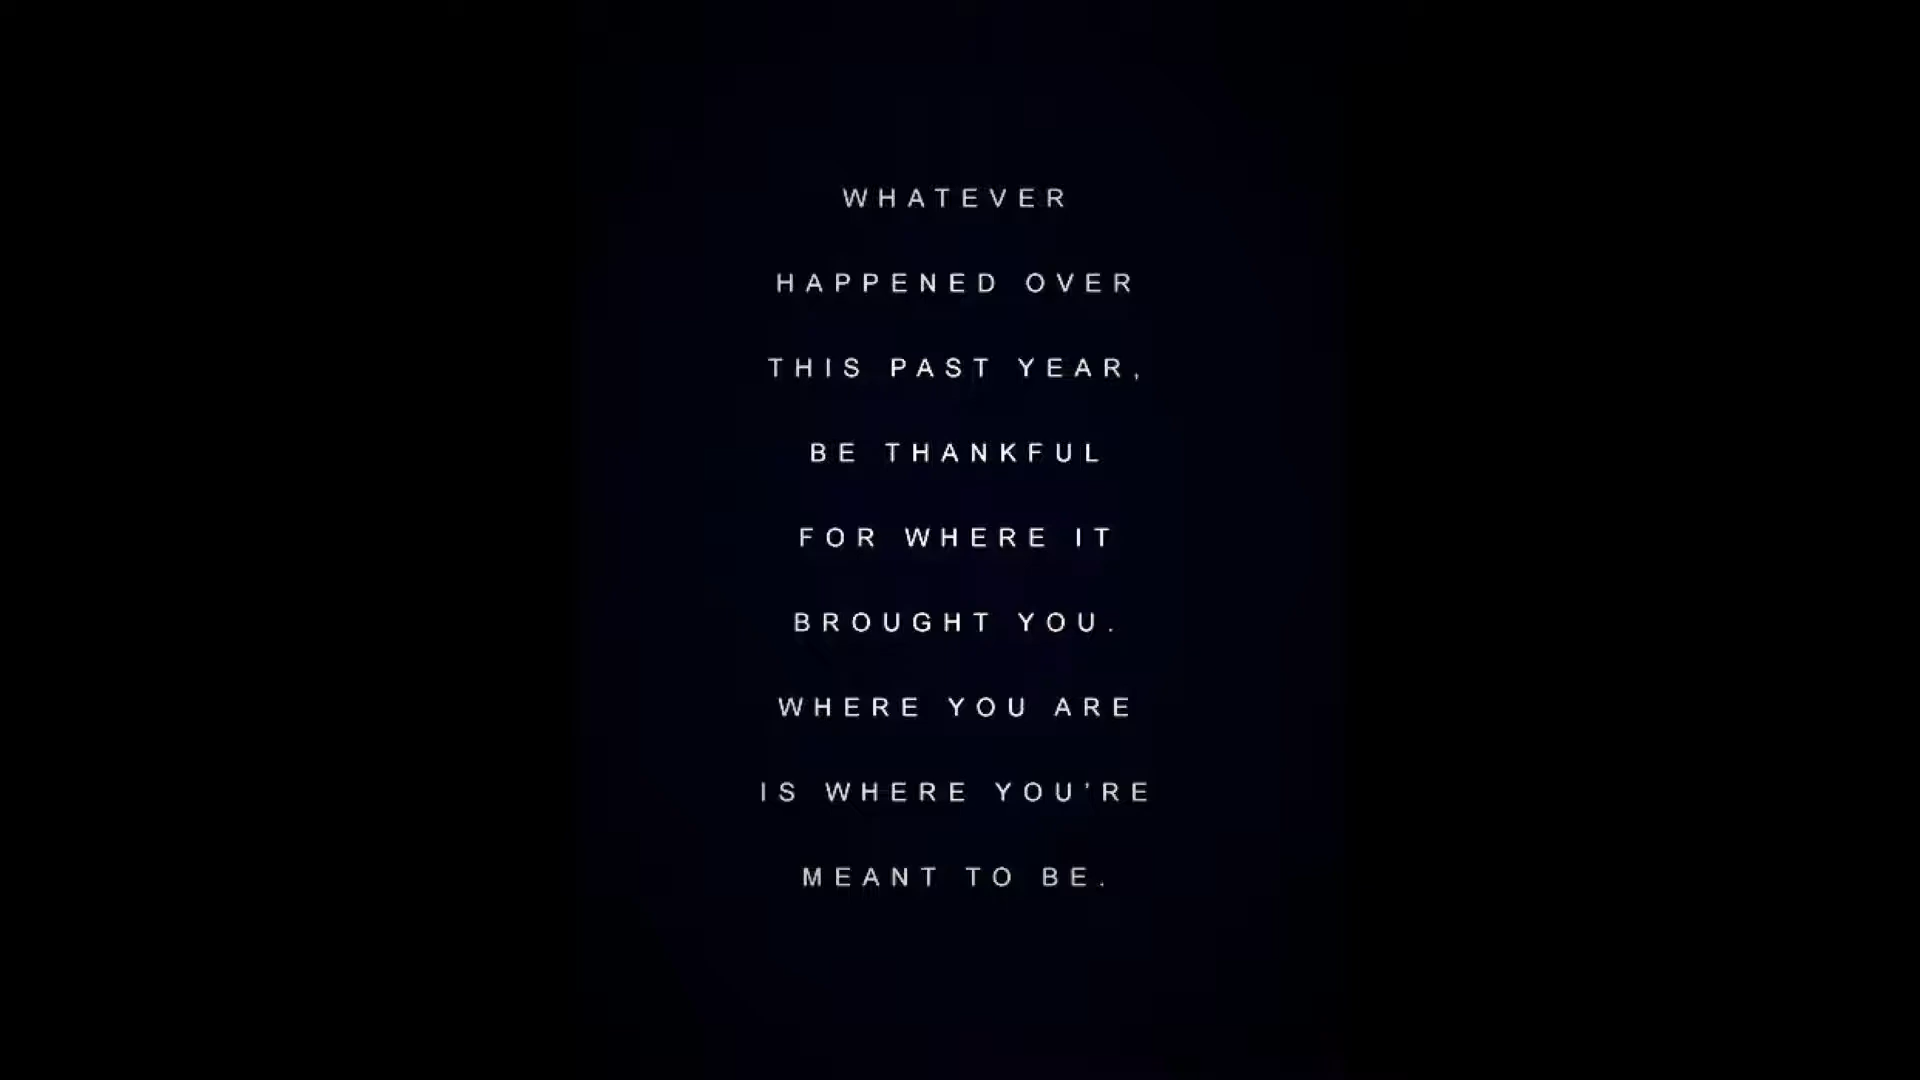 WHATEVER
HAPPENED OVER
THIS PAST YEAR,
BE THANKFUL
FOR WHERE IT
BROUGHT YOU.
WHERE YOU ARE
IS WHERE YOU’RE
MEANT TO BE.